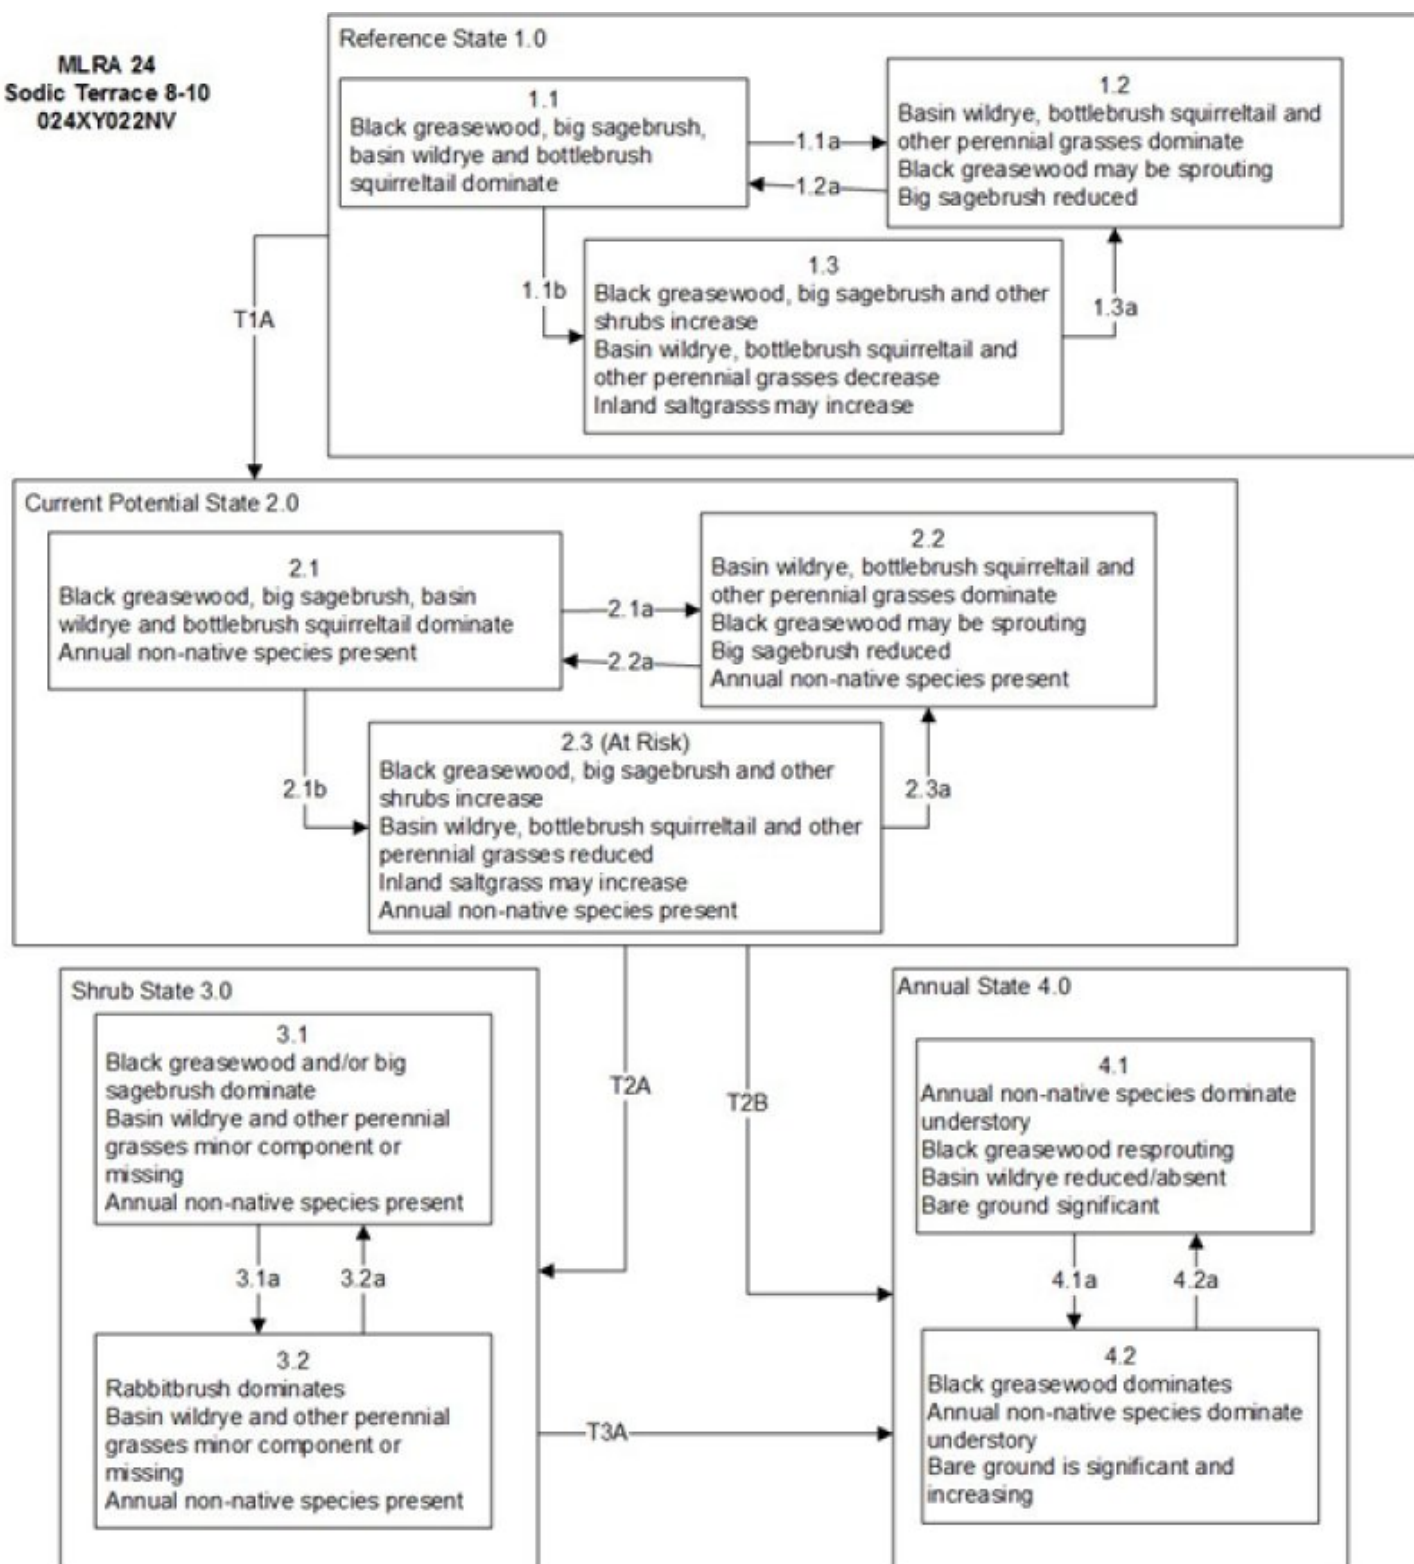 MLRA 24
Sodic Terrace 8-10
024XY022NV
Reference State 1.0
1.1
Black greasewood, big sagebrush,
basin wildrye and bottlebrush
squirreltail dominate
1.1a
1.2a
1.2
Basin wildrye, bottlebrush squirreltail and
other perennial grasses dominate
Black greasewood may be sprouting
Big sagebrush reduced
1.1b
1.3
Black greasewood, big sagebrush and other
shrubs increase
Basin wildrye, bottlebrush squirreltail and
other perennial grasses decrease
Inland saltgrasss may increase
1.3a
T1A
Current Potential State 2.0
2.1
Black greasewood, big sagebrush, basin
wildrye and bottlebrush squirreltail dominate
Annual non-native species present
2.1a
2.2a
2.2
Basin wildrye, bottlebrush squirreltail and
other perennial grasses dominate
Black greasewood may be sprouting
Big sagebrush reduced
Annual non-native species present
2.1b
2.3 (At Risk)
Black greasewood, big sagebrush and other
shrubs increase
Basin wildrye, bottlebrush squirreltail and other
perennial grasses reduced
Inland saltgrass may increase
Annual non-native species present
2.3a
T2A
T2B
Shrub State 3.0
3.1
Black greasewood and/or big
sagebrush dominate
Basin wildrye and other perennial
grasses minor component or
missing
Annual non-native species present
3.1a
3.2a
3.2
Rabbitbrush dominates
Basin wildrye and other perennial
grasses minor component or
missing
Annual non-native species present
T3A
Annual State 4.0
4.1
Annual non-native species dominate
understory
Black greasewood resprouting
Basin wildrye reduced/absent
Bare ground significant
4.1a
4.2a
4.2
Black greasewood dominates
Annual non-native species dominate
understory
Bare ground is significant and
increasing